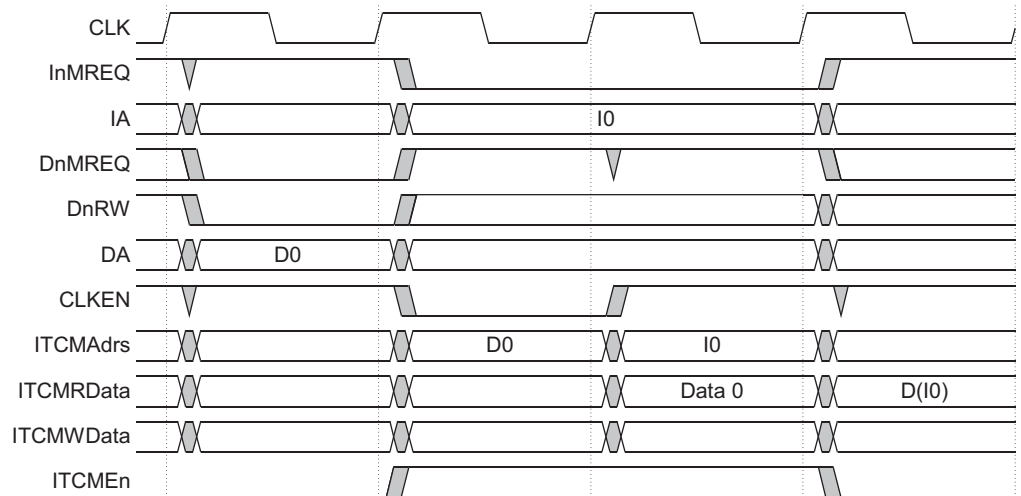 CLK
InMREQ
IA I0
DnMREQ
DnRW
DA D0
CLKEN
ITCMAdrs D0 I0
ITCMRData Data 0 D(I0)
ITCMWData
ITCMEn